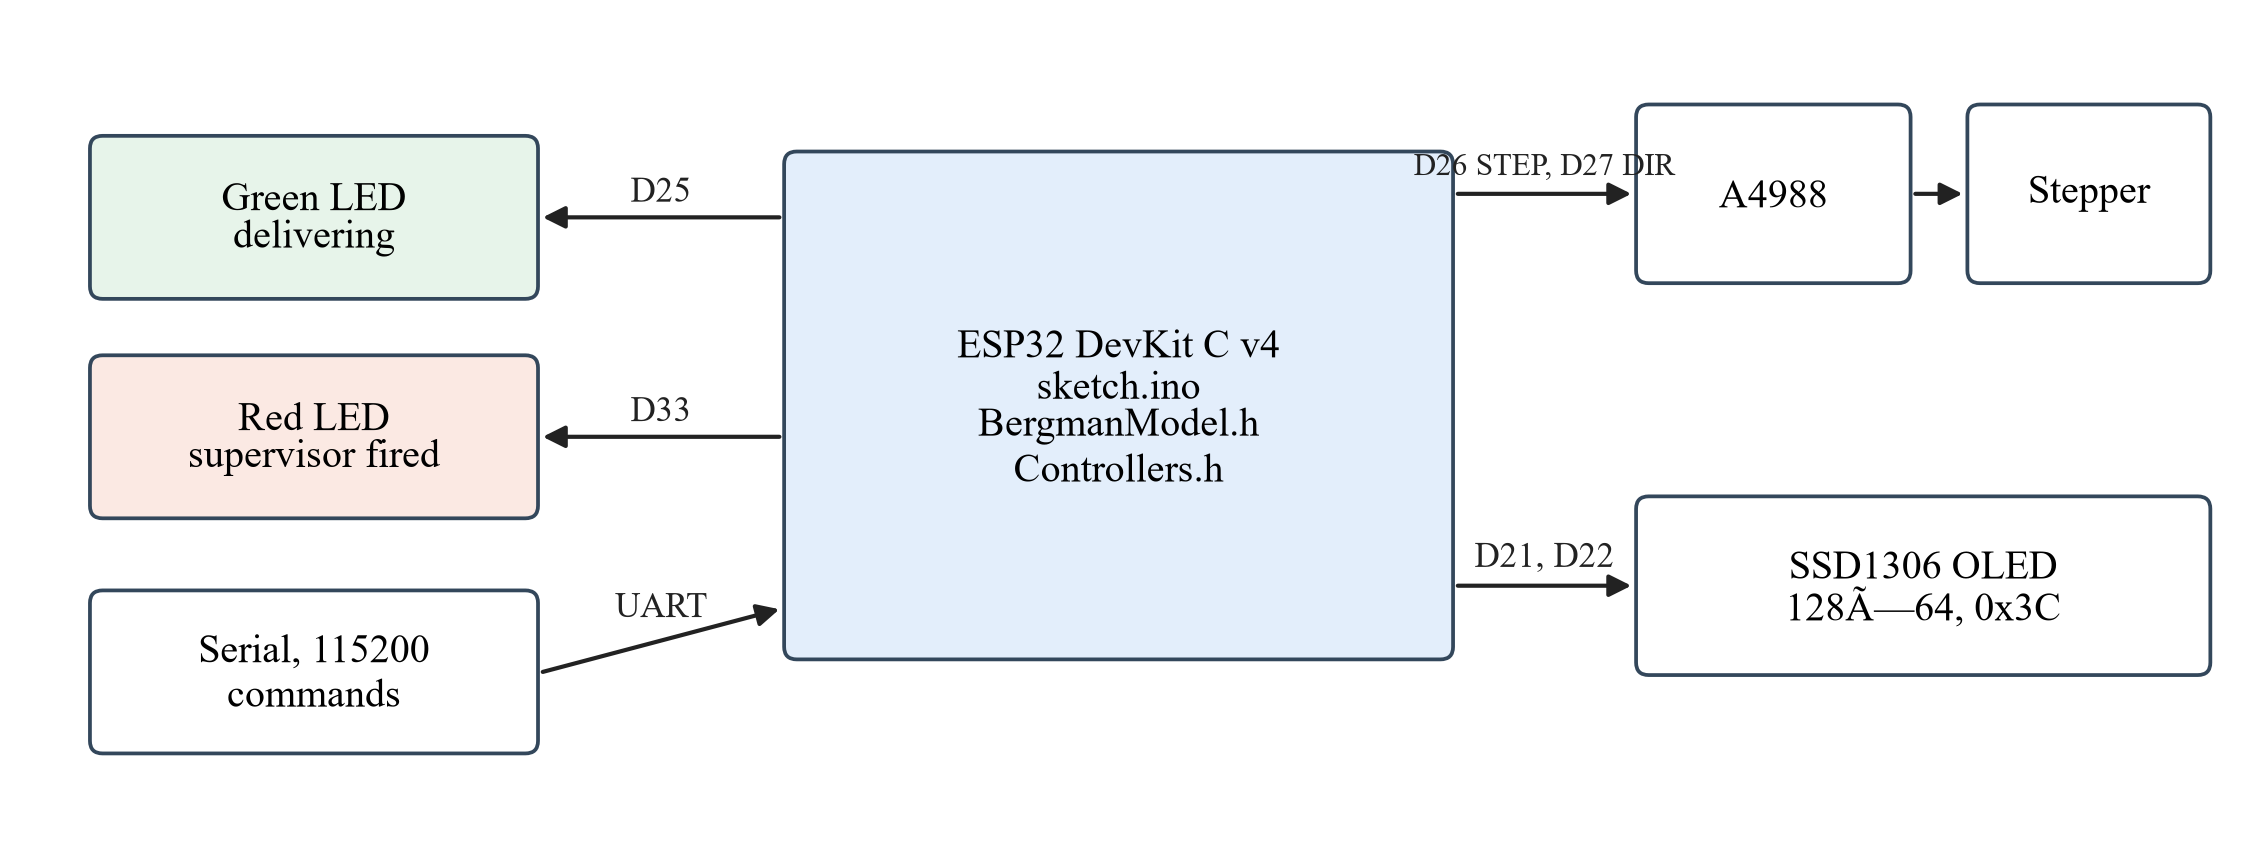 Green LED
delivering
D25
Red LED
supervisor fired
D33
Serial, 115200
commands
UART
ESP32 DevKit C v4
sketch.ino
BergmanModel.h
Controllers.h
D26 STEP, D27 DIR
A4988
Stepper
D21, D22
SSD1306 OLED
128Ã—64, 0x3C